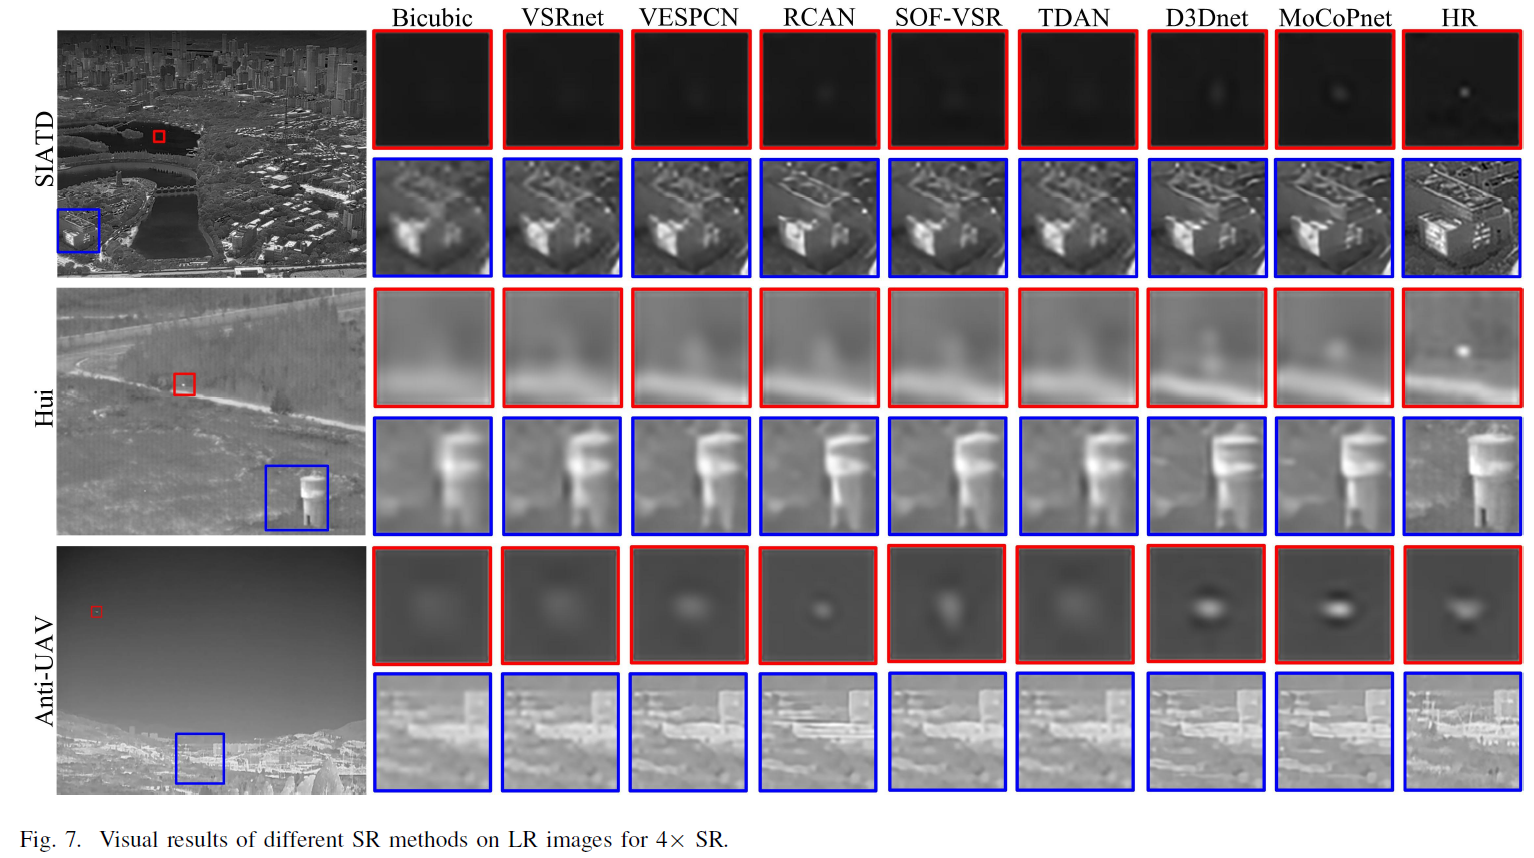 Bicubic VSRnet VESPCN RCAN SOF-VSR TDAN D3Dnet MoCoPnet HR
SIATD
Hui
Anti-UAV
Fig. 7. Visual results of different SR methods on LR images for 4× SR.